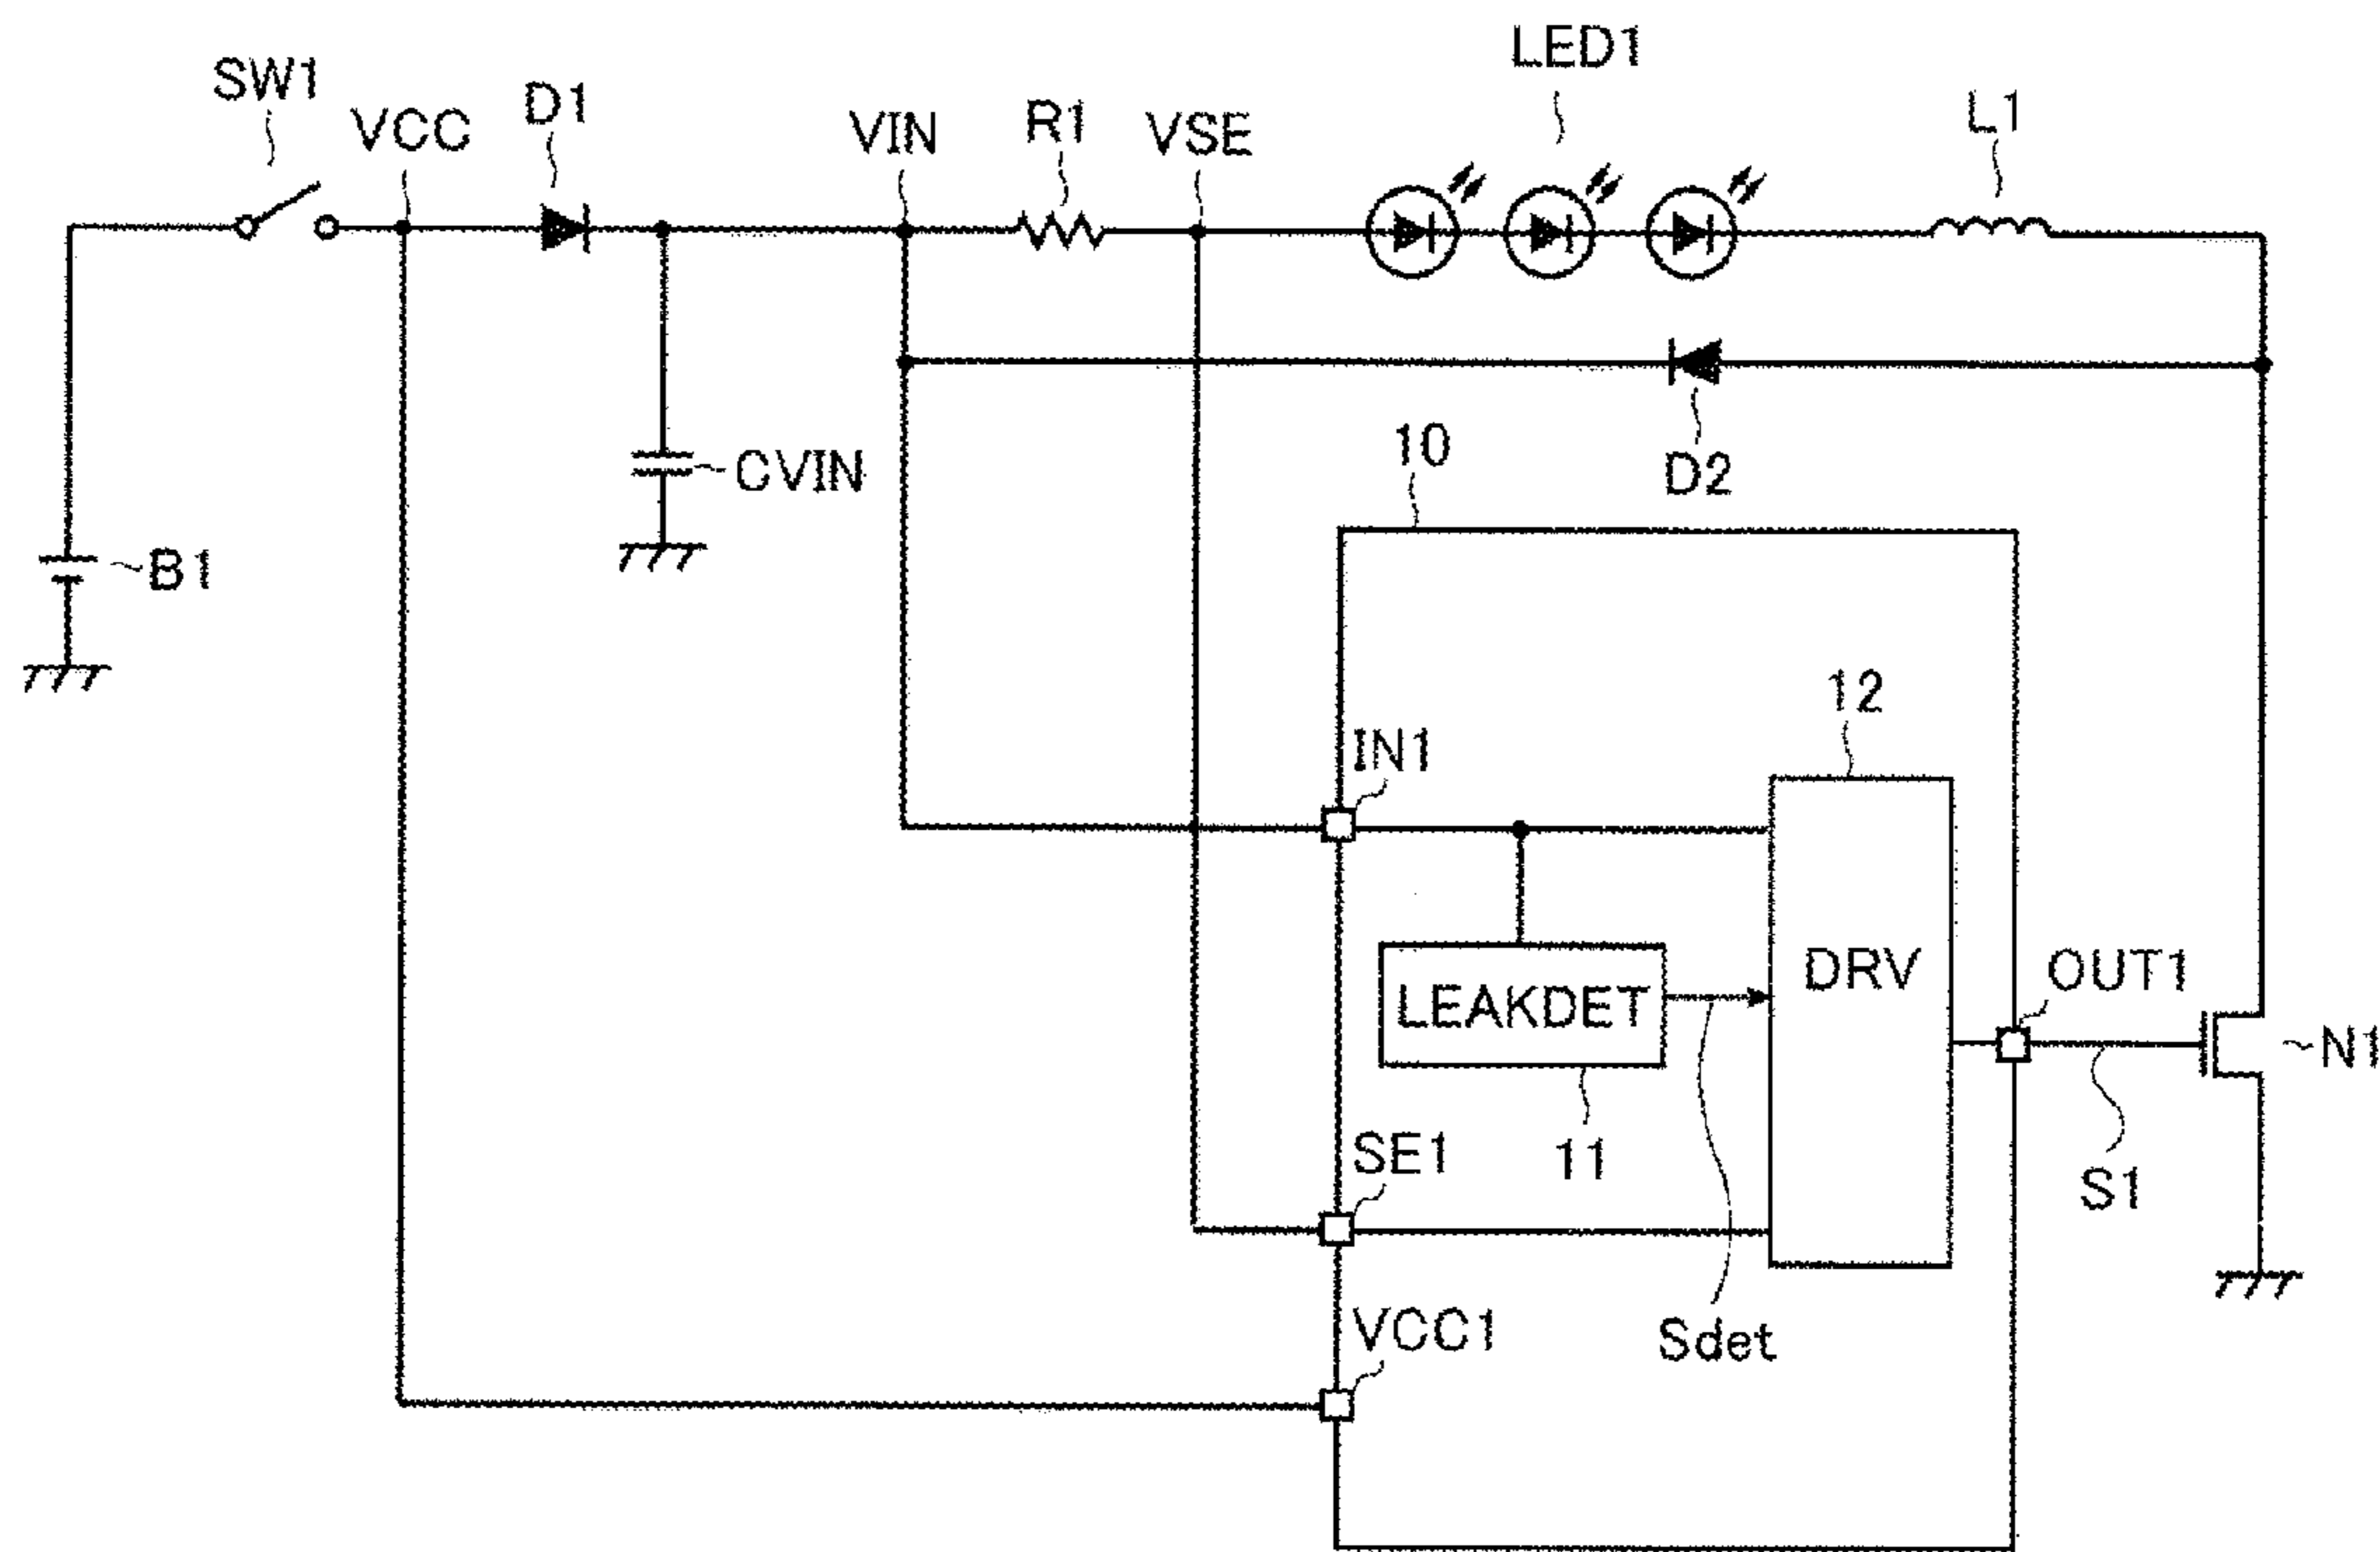 LED1
SW1
D1
L1
VCC
VIN
R1
VSE
10
D2
CVIN
B1
12
IN1
DRV
OUT1
LEAKDET
N1
SE1
11
S1
VCC1
Sdet